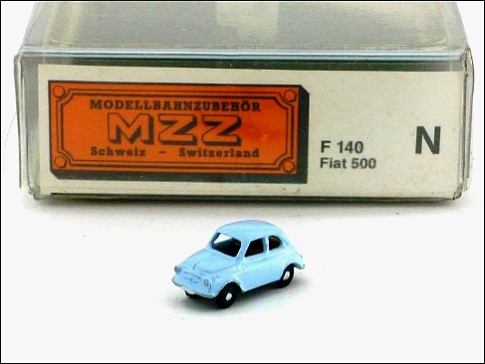 MODELLBAHNZUBEHÖR
MZZ
Schweiz - Switzerland
F 140
Fiat 500
N